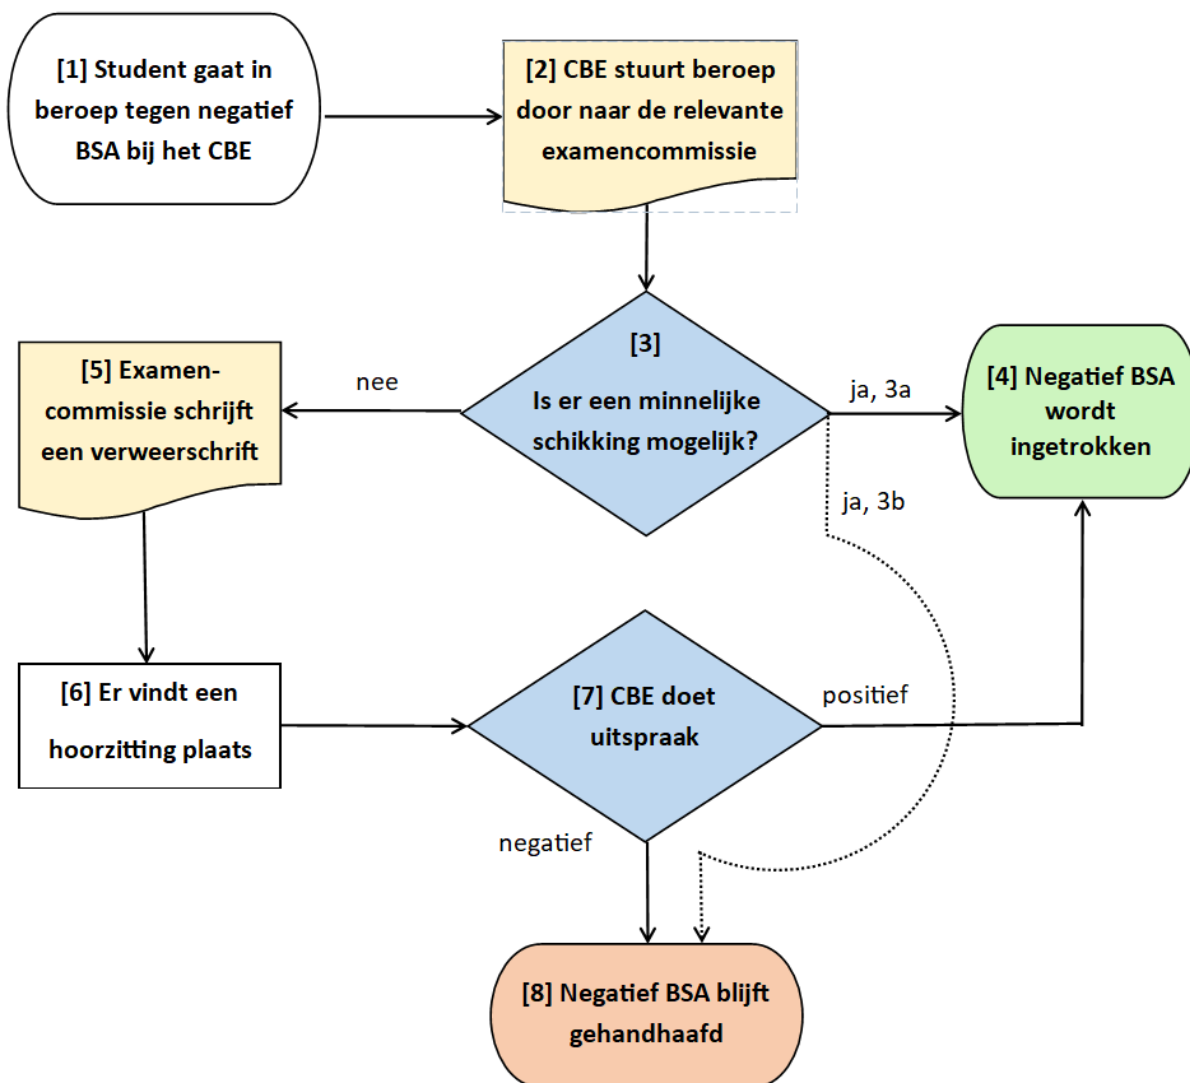 [1] Student gaat in
beroep tegen negatief
BSA bij het CBE
[2] CBE stuurt beroep
door naar de relevante
examencommissie
[3]
Is er een minnelijke
schikking mogelijk?
ja, 3a
[4] Negatief BSA
wordt
ingetrokken
nee
[5] Examen-
commissie schrijft
een verweerschrift
ja, 3b
[6] Er vindt een
hoorzitting plaats
[7] CBE doet
uitspraak
positief
negatief
[8] Negatief BSA blijft
gehandhaafd